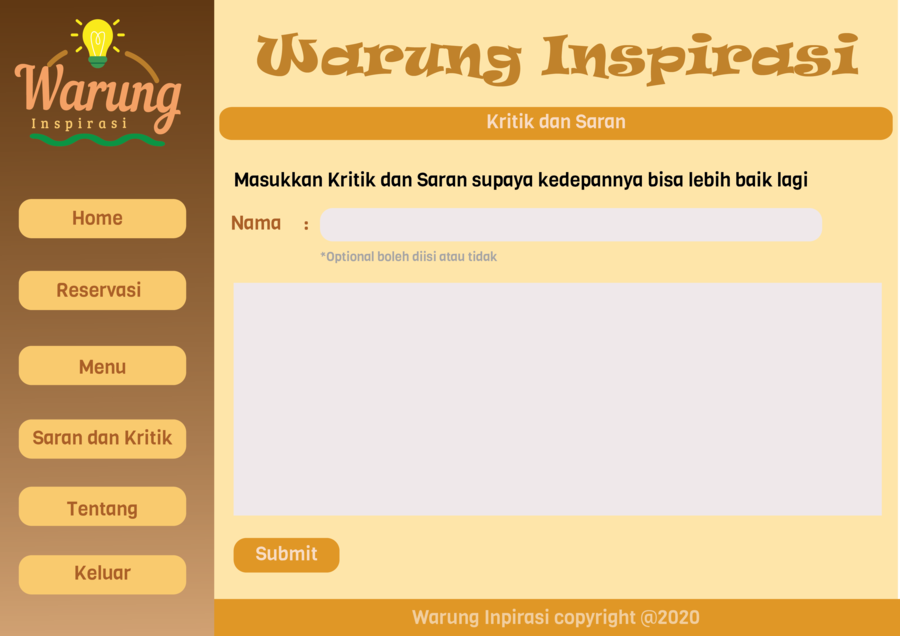 Warung
Inspirasi
Home
Reservasi
Menu
Saran dan Kritik
Tentang
Keluar
Warung Inspirasi
Kritik dan Saran
Masukkan Kritik dan Saran supaya kedepannya bisa lebih baik lagi
Nama :
*Optional boleh diisi atau tidak
Submit
Warung Inpirasi copyright @2020